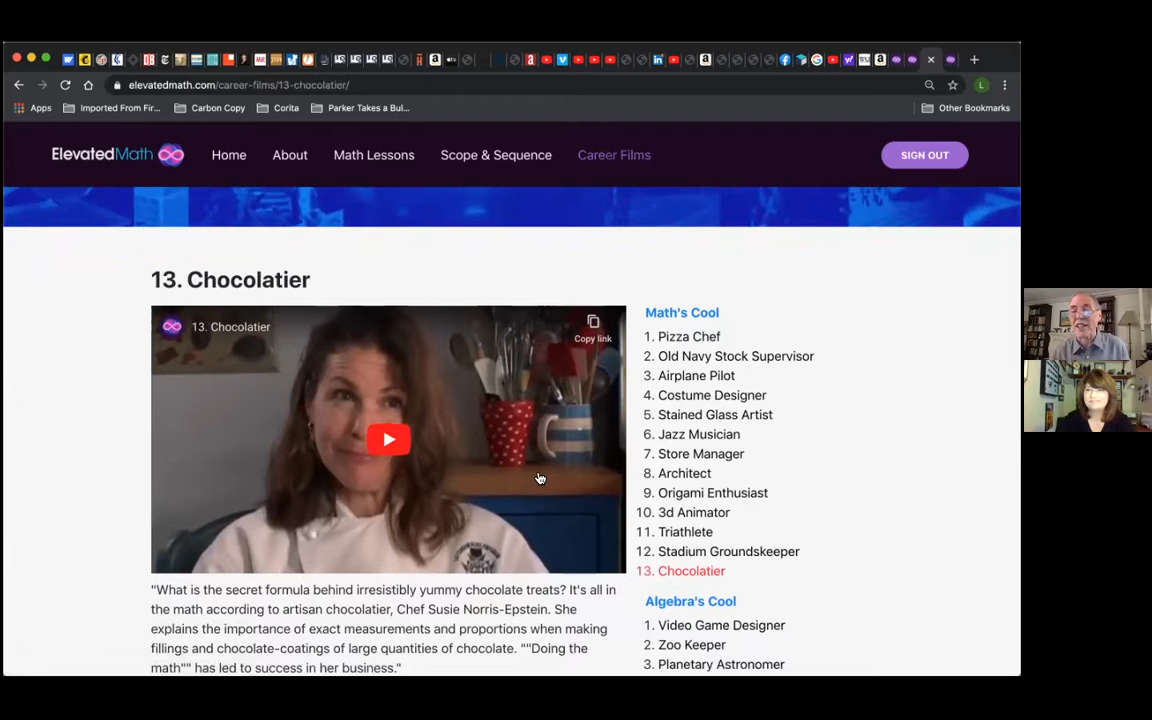 elevatedmath.com/career-films/13-chocolatier/
L
Apps
Imported From Fir...
Carbon Copy
Corita
Parker Takes a Bul...
Other Bookmarks
ElevatedMath
Home
About
Math Lessons
Scope & Sequence
Career Films
SIGN OUT
13. Chocolatier
13. Chocolatier
Copy link
"What is the secret formula behind irresistibly yummy chocolate treats? It's all in
the math according to artisan chocolatier, Chef Susie Norris-Epstein. She
explains the importance of exact measurements and proportions when making
fillings and chocolate-coatings of large quantities of chocolate. ""Doing the
math"" has led to success in her business."
Math's Cool
1. Pizza Chef
2. Old Navy Stock Supervisor
3. Airplane Pilot
4. Costume Designer
5. Stained Glass Artist
6. Jazz Musician
7. Store Manager
8. Architect
9. Origami Enthusiast
10. 3d Animator
11. Triathlete
12. Stadium Groundskeeper
13. Chocolatier
Algebra's Cool
1. Video Game Designer
2. Zoo Keeper
3. Planetary Astronomer